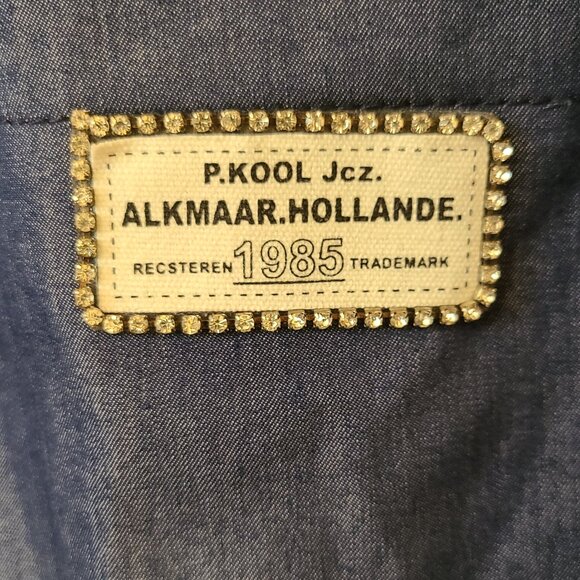 P.KOOL Jcz.
ALKMAAR.HOLLANDE.
RECSTEREN 1985 TRADEMARK